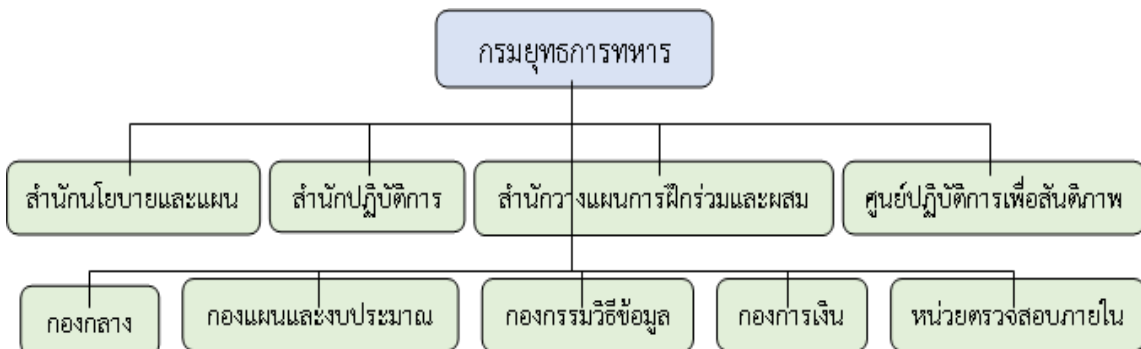 กรมยุทธการทหาร
สำนักนโยบายและแผน
สำนักปฏิบัติการ
สำนักวางแผนการฝึกร่วมและผสม
ศูนย์ปฏิบัติการเพื่อสันติภาพ
กองกลาง
กองแผนและงบประมาณ
กองกรรมวิธีข้อมูล
กองการเงิน
หน่วยตรวจสอบภายใน